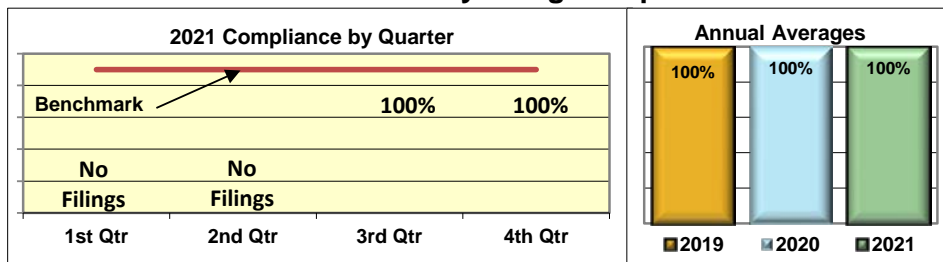 2021 Compliance by Quarter
Benchmark
100% 100%
No No
Filings Filings
1st Qtr 2nd Qtr 3rd Qtr 4th Qtr
Annual Averages
100% 100% 100%
2019 2020 2021